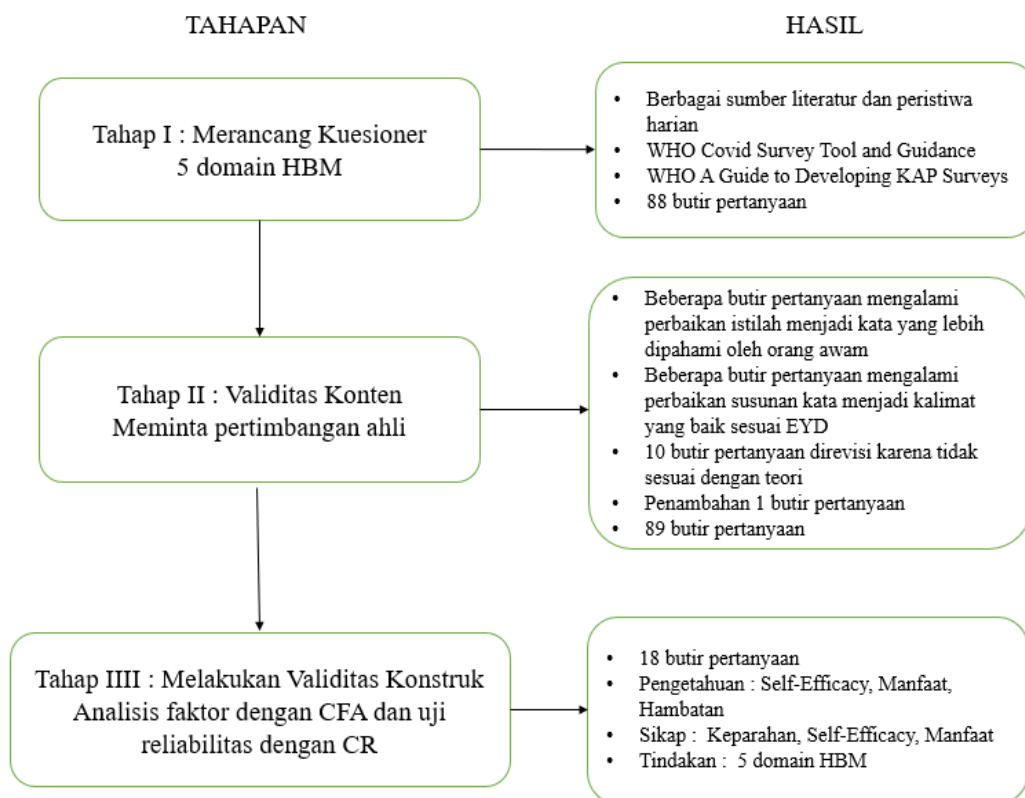 TAHAPAN
HASIL
Tahap I : Merancang Kuesioner
5 domain HBM
• Berbagai sumber literatur dan peristiwa
harian
• WHO Covid Survey Tool and Guidance
• WHO A Guide to Developing KAP Surveys
• 88 butir pertanyaan
Tahap II : Validitas Konten
Meminta pertimbangan ahli
• Beberapa butir pertanyaan mengalami
perbaikan istilah menjadi kata yang lebih
dipahami oleh orang awam
• Beberapa butir pertanyaan mengalami
perbaikan susunan kata menjadi kalimat
yang baik sesuai EYD
• 10 butir pertanyaan direvisi karena tidak
sesuai dengan teori
• Penambahan 1 butir pertanyaan
• 89 butir pertanyaan
Tahap IIII : Melakukan Validitas Konstruk
Analisis faktor dengan CFA dan uji
reliabilitas dengan CR
• 18 butir pertanyaan
• Pengetahuan : Self-Efficacy, Manfaat,
Hambatan
• Sikap : Keparahan, Self-Efficacy, Manfaat
• Tindakan : 5 domain HBM